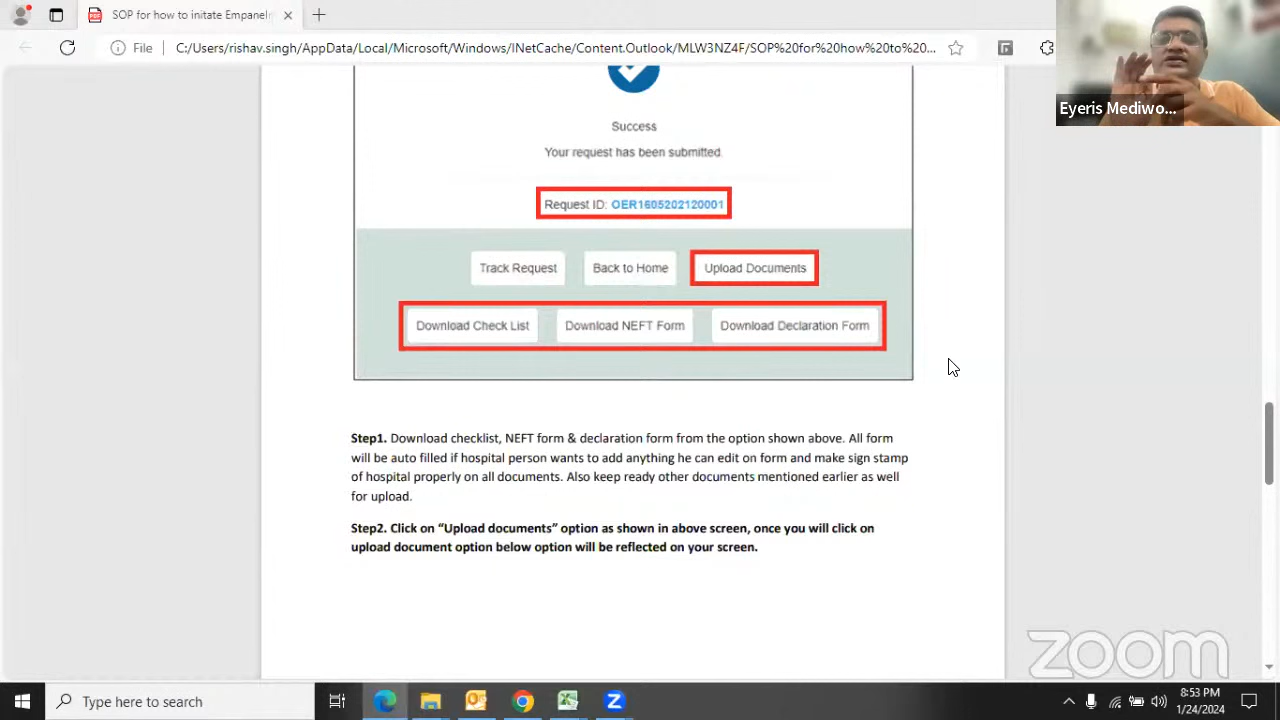 SOP for how to initate Empaneln
File
C:/Users/rishav.singh/AppData/Local/Microsoft/Windows/INetCache/Content.Outlook/MLW3NZ4F/SOP%20for%20how%20to%20...
Eyeris Mediwo...
Success
Your request has been submitted.
Request ID: OER1605202120001
Track Request
Back to Home
Upload Documents
Download Check List
Download NEFT Form
Download Declaration Form
Step1. Download checklist, NEFT form & declaration form from the option shown above. All form
will be auto filled if hospital person wants to add anything he can edit on form and make sign stamp
of hospital properly on all documents. Also keep ready other documents mentioned earlier as well
for upload.
Step2. Click on “Upload documents” option as shown in above screen, once you will click on
upload document option below option will be reflected on your screen.
zoom
Type here to search
8:53 PM
1/24/2024